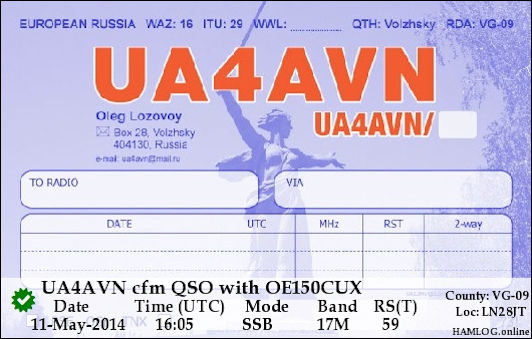 EUROPEAN RUSSIA WAZ: 16 ITU: 29 WWL: ................ QTH: Volzhsky RDA: VG-09
UA4AVN
UA4AVN/
Oleg Lozovoy
Box 28, Volzhsky
404130, Russia
e-mail: ua4avn@mail.ru
TO RADIO VIA
DATE UTC MHz RST 2-way
UA4AVN cfm QSO with OE150CUX
Date Time (UTC) Mode Band RS(T)
11-May-2014 16:05 SSB 17M 59
County: VG-09
Loc: LN28JT
HAMLOG.online